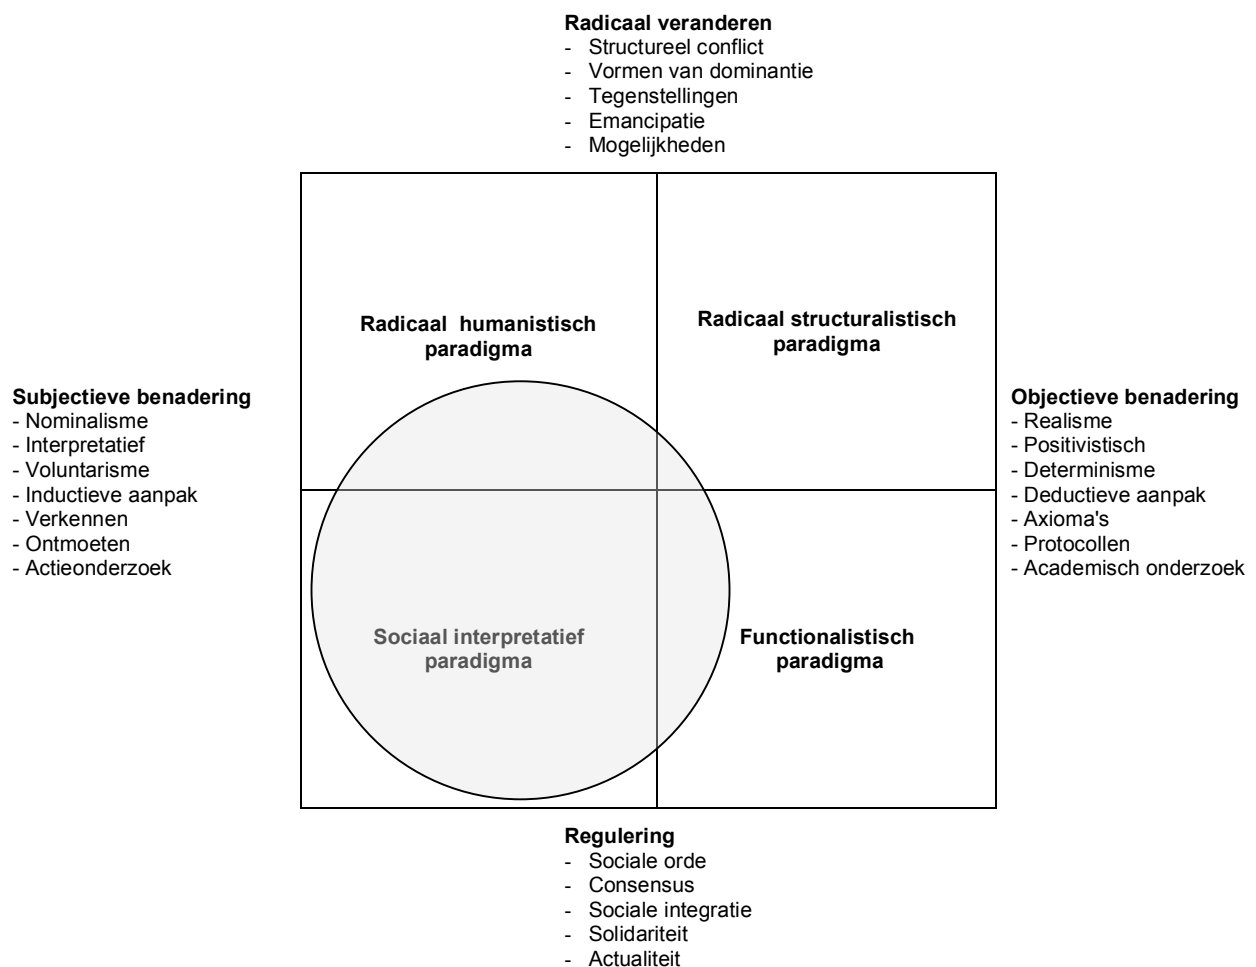 Radicaal veranderen
- Structureel conflict
- Vormen van dominantie
- Tegenstellingen
- Emancipatie
- Mogelijkheden
Radicaal humanistisch
paradigma
Radicaal structuralistisch
paradigma
Subjectieve benadering
- Nominalisme
- Interpretatief
- Voluntarisme
- Inductieve aanpak
- Verkennen
- Ontmoeten
- Actieonderzoek
Objectieve benadering
- Realisme
- Positivistisch
- Determinisme
- Deductieve aanpak
- Axioma's
- Protocollen
- Academisch onderzoek
Sociaal interpretatief
paradigma
Functionalistisch
paradigma
Regulering
- Sociale orde
- Consensus
- Sociale integratie
- Solidariteit
- Actualiteit